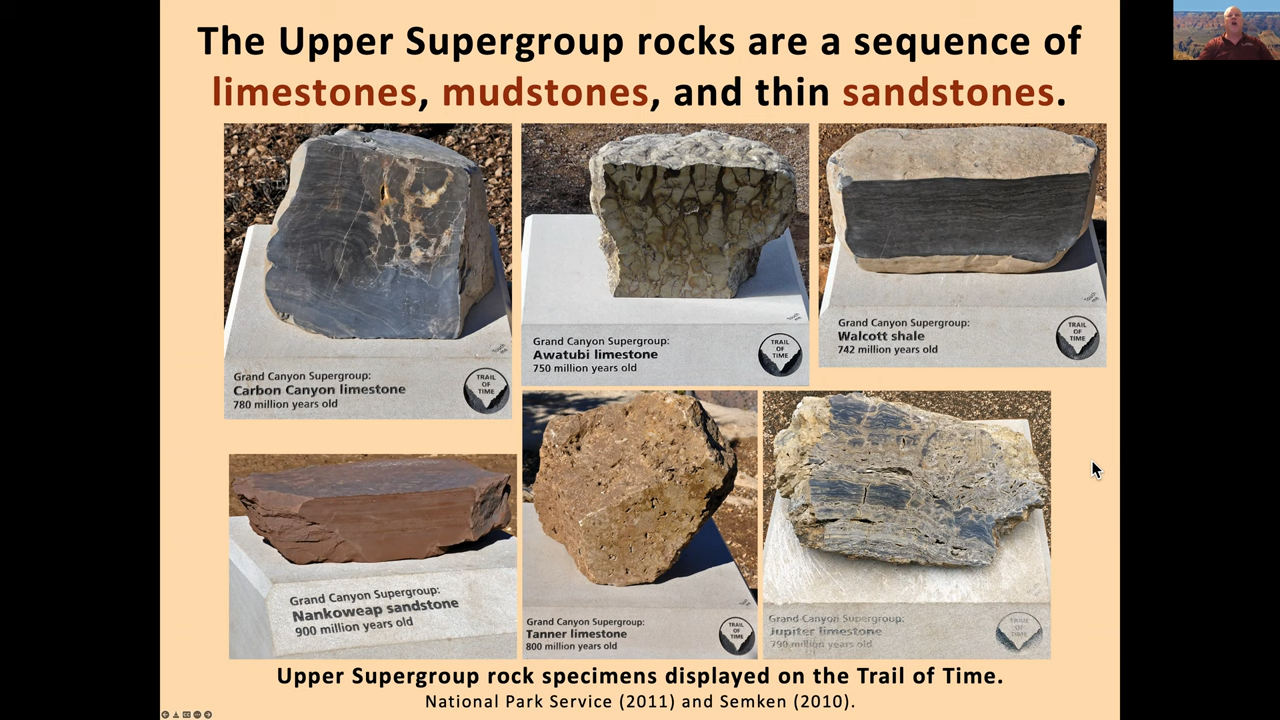 The Upper Supergroup rocks are a sequence of
limestones, mudstones, and thin sandstones.
Grand Canyon Supergroup:
Carbon Canyon limestone
780 million years old
TRAIL
OF
TIME
Grand Canyon Supergroup:
Awatubi limestone
750 million years old
TRAIL
OF
TIME
Grand Canyon Supergroup:
Walcott shale
742 million years old
TRAIL
OF
TIME
Grand Canyon Supergroup:
Nankoweap sandstone
900 million years old
Grand Canyon Supergroup:
Tanner limestone
800 million years old
TRAIL
OF
TIME
Grand Canyon Supergroup:
Jupiter limestone
790 million years old
TRAIL
OF
TIME
Upper Supergroup rock specimens displayed on the Trail of Time.
National Park Service (2011) and Semken (2010).